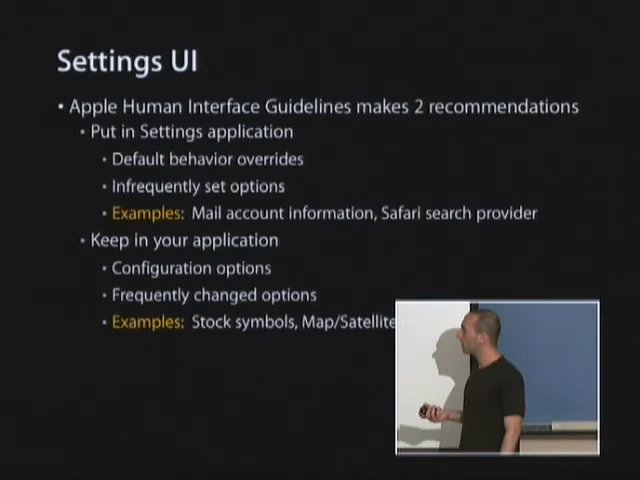 Settings UI
• Apple Human Interface Guidelines makes 2 recommendations
• Put in Settings application
• Default behavior overrides
• Infrequently set options
• Examples: Mail account information, Safari search provider
• Keep in your application
• Configuration options
• Frequently changed options
• Examples: Stock symbols, Map/Satellite